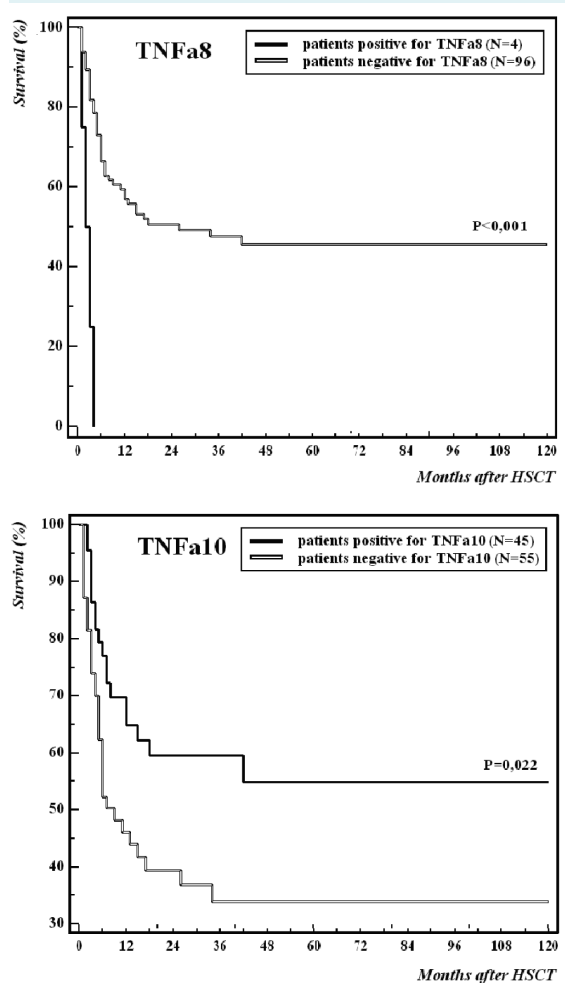 Survival (%)
TNFa8
patients positive for TNFa8 (N=4)
patients negative for TNFa8 (N=96)
100
80
60
40
20
0
P<0,001
0 12 24 36 48 60 72 84 96 108 120
Months after HSCT
Survival (%)
TNFa10
patients positive for TNFa10 (N=45)
patients negative for TNFa10 (N=55)
100
90
80
70
60
50
40
30
P=0,022
0 12 24 36 48 60 72 84 96 108 120
Months after HSCT